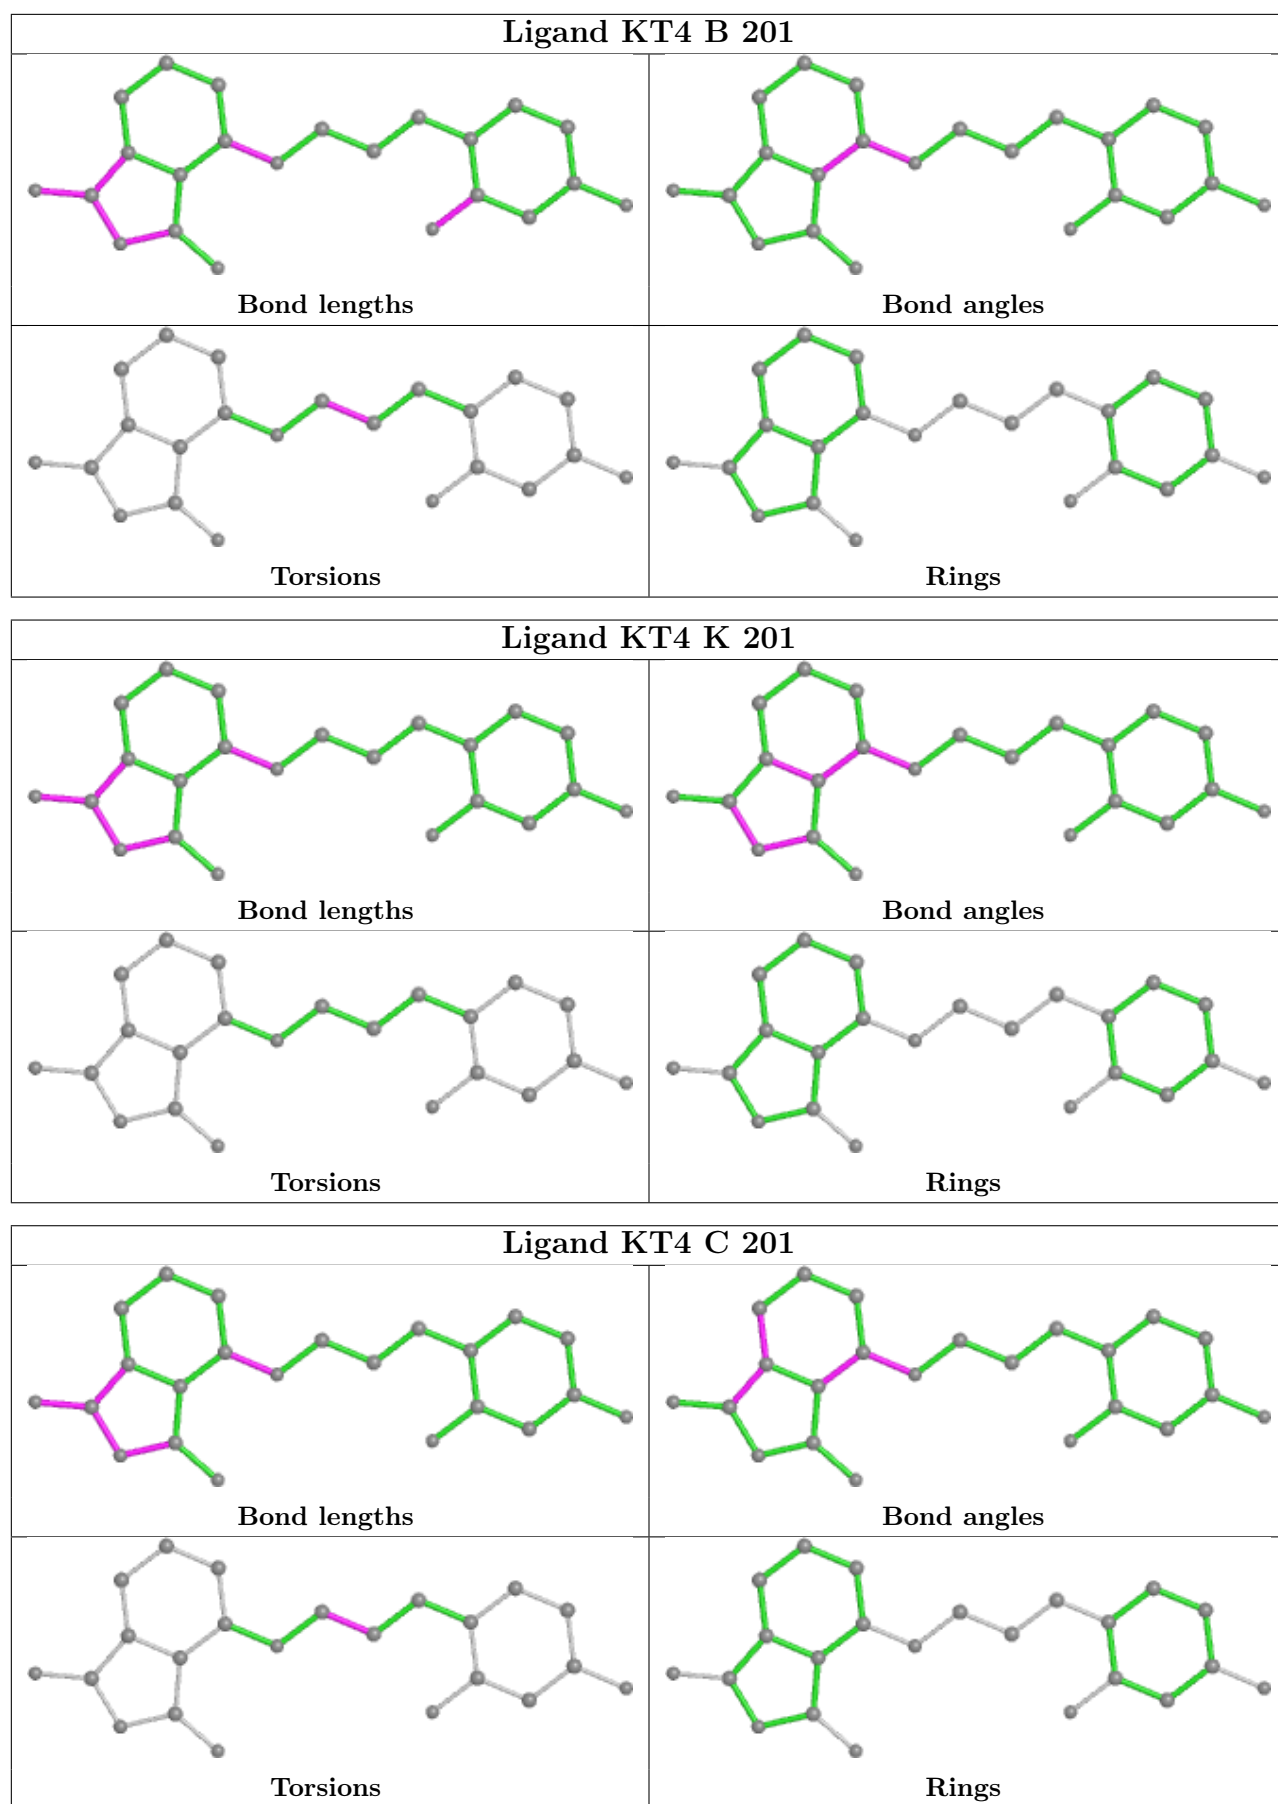 Ligand KT4 B 201
Bond lengths
Bond angles
Torsions
Rings
Ligand KT4 K 201
Bond lengths
Bond angles
Torsions
Rings
Ligand KT4 C 201
Bond lengths
Bond angles
Torsions
Rings